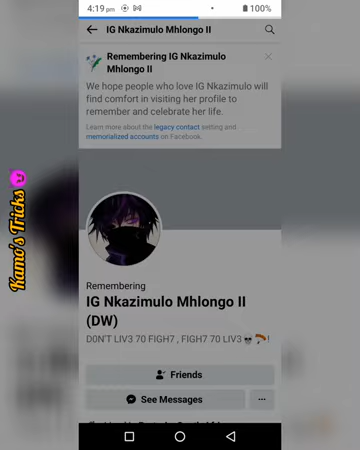 4:19 pm
100%
IG Nkazimulo Mhlongo II
Remembering IG Nkazimulo
Mhlongo II
We hope people who love IG Nkazimulo will
find comfort in visiting her profile to
remember and celebrate her life.
Learn more about the legacy contact setting and
memorialized accounts on Facebook.
Kamo's Tricks😈
Remembering
IG Nkazimulo Mhlongo II
(DW)
D0N'T LIV3 70 FIGH7 , FIGH7 70 LIV3💀🪂!
Friends
See Messages